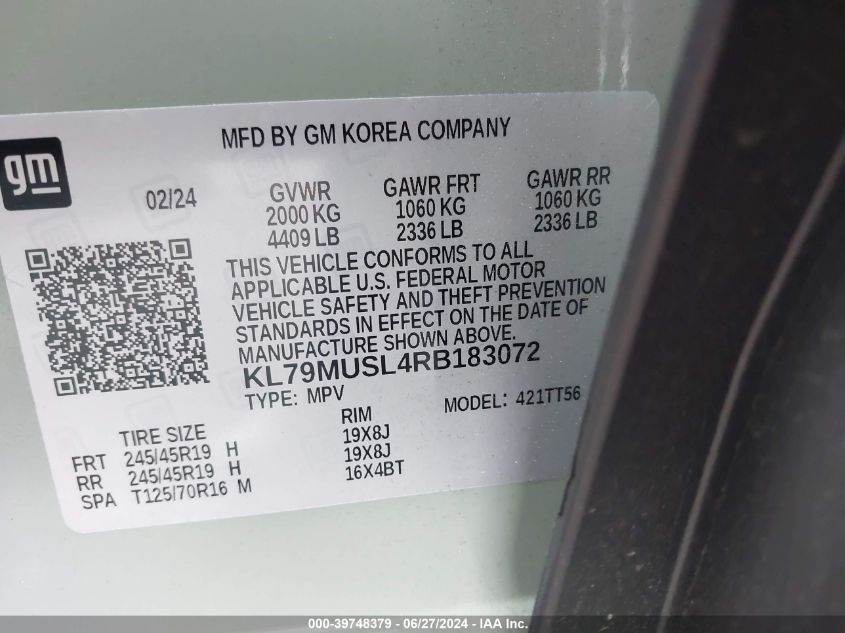 MFD BY GM KOREA COMPANY
gm
02/24
GVWR GAWR FRT GAWR RR
2000 KG 1060 KG 1060 KG
4409 LB 2336 LB 2336 LB
THIS VEHICLE CONFORMS TO ALL
APPLICABLE U.S. FEDERAL MOTOR
VEHICLE SAFETY AND THEFT PREVENTION
STANDARDS IN EFFECT ON THE DATE OF
MANUFACTURE SHOWN ABOVE.
KL79MUSL4RB183072
TYPE: MPV MODEL: 421TT56
TIRE SIZE RIM
FRT 245/45R19 H 19X8J
RR 245/45R19 H 19X8J
SPA T125/70R16 M 16X4BT
000-39748379 - 06/27/2024 - IAA Inc.